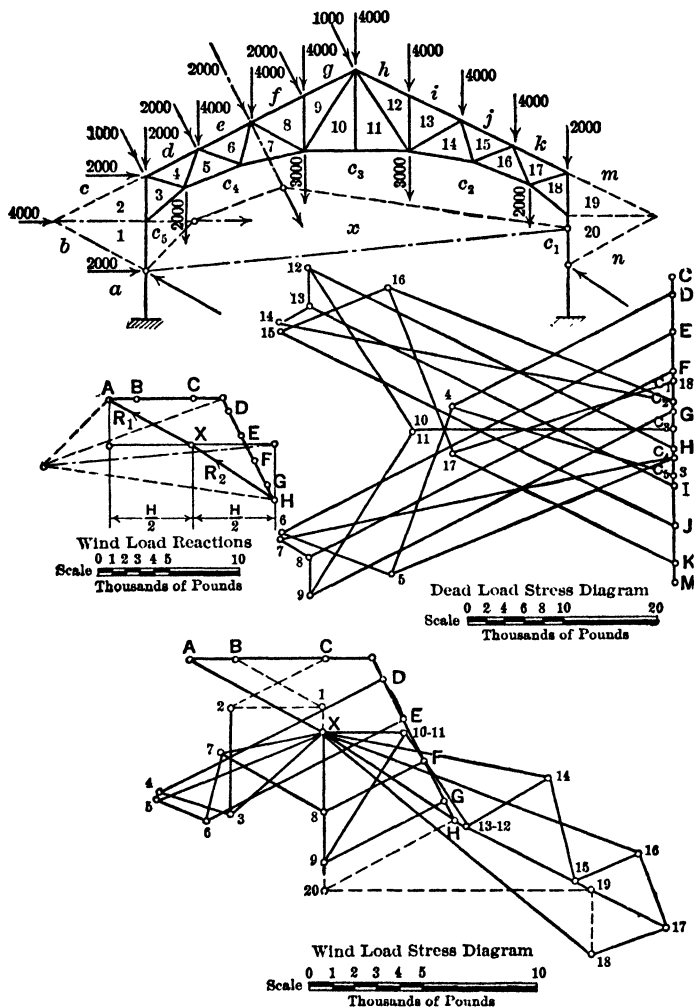 1000 4000
2000 4000 g h 4000
2000 f 9 12 i 4000
2000 4000 e 8 10 11 13 j 4000
1000 2000 d 6 7 14 15 k 2000
2000 c 4 5 c4 3000 c3 3000 c2 16 17 18 m
2 3 2000 2000 19
4000 1 c5 x c1 20
b
2000 a n
12 16 C
D
13
14 E
15
F
C1 18
4 C2 G
10 C3
11 H
17 C4
C5 3
I
J
6
7 8 K
5
9 M
A B C
R1 D
X E
R2 F
G
H
H/2 H/2
Wind Load Reactions
0 1 2 3 4 5 10
Scale
Thousands of Pounds
Dead Load Stress Diagram
0 2 4 6 8 10 20
Scale
Thousands of Pounds
A B C
D
2 1
X E
7 10-11
F
4 14
5 G
6 3 8 H 13-12
9 16
15
20 19
17
18
Wind Load Stress Diagram
Scale 0 1 2 3 4 5 10
Thousands of Pounds